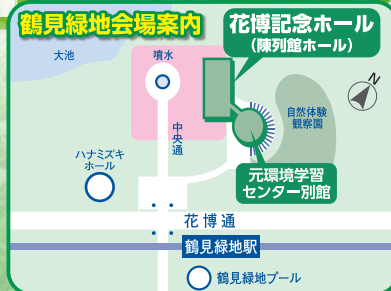 鶴見緑地会場案内
花博記念ホール
(陳列館ホール)
大池
噴水
N
中央通
自然体験
観察園
ハナミズキ
ホール
元環境学習
センター別館
花博通
鶴見緑地駅
鶴見緑地プール